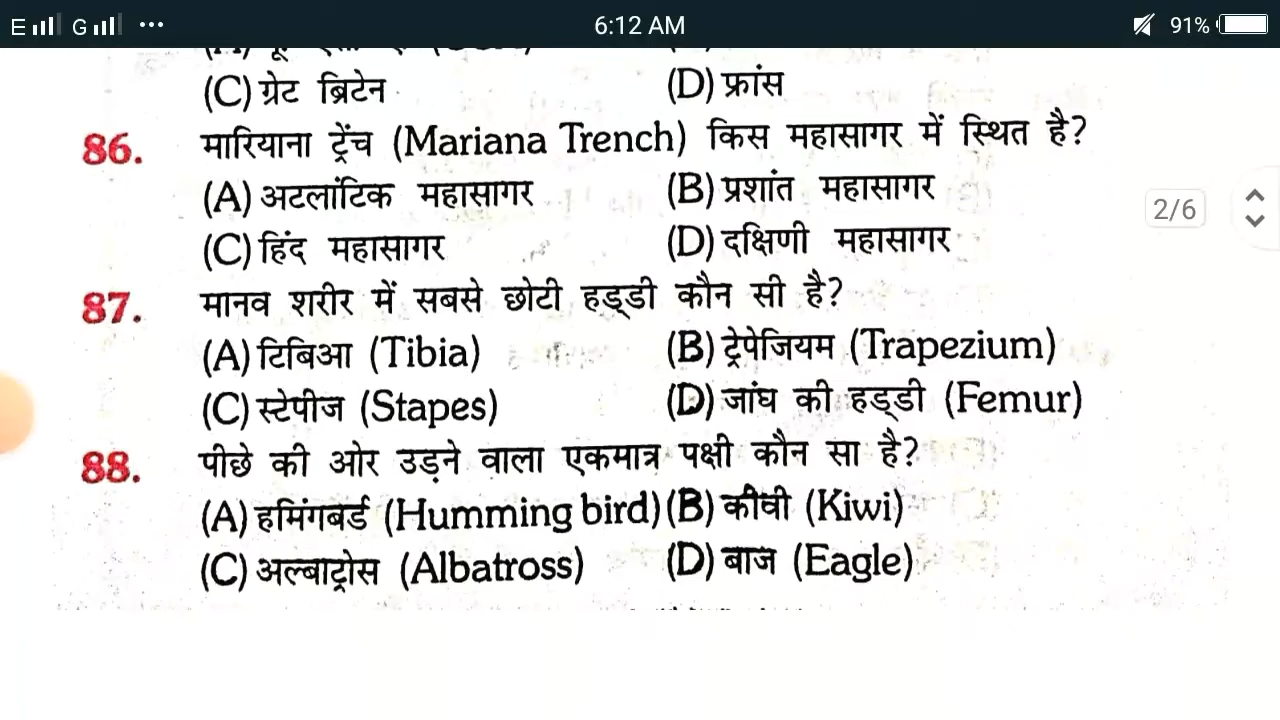 E G ... 6:12 AM 91%
(C) ग्रेट ब्रिटेन (D) फ्रांस
86. मारियाना ट्रेंच (Mariana Trench) किस महासागर में स्थित है?
(A) अटलांटिक महासागर (B) प्रशांत महासागर
2/6
(C) हिंद महासागर (D) दक्षिणी महासागर
87. मानव शरीर में सबसे छोटी हड्डी कौन सी है?
(A) टिबिआ (Tibia) (B) ट्रेपेजियम (Trapezium)
(C) स्टेपीज (Stapes) (D) जांघ की हड्डी (Femur)
88. पीछे की ओर उड़ने वाला एकमात्र पक्षी कौन सा है?
(A) हमिंगबर्ड (Humming bird) (B) कीवी (Kiwi)
(C) अल्बाट्रोस (Albatross) (D) बाज (Eagle)